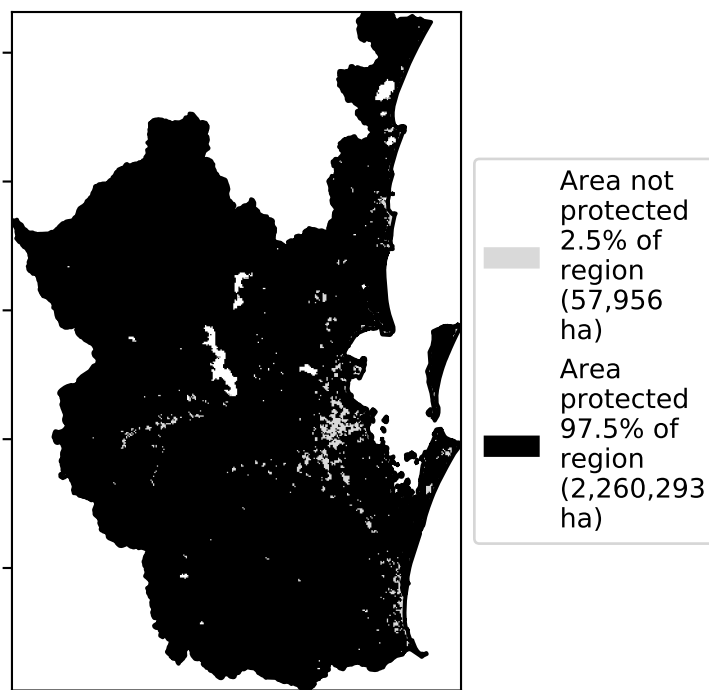 Area not
protected
2.5% of
region
(57,956
ha)
Area
protected
97.5% of
region
(2,260,293
ha)